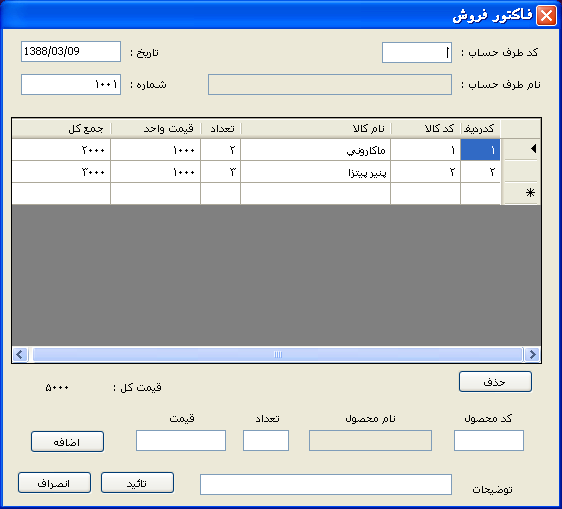 فاکتور فروش
کد طرف حساب : تاریخ : 1388/03/09
نام طرف حساب : شماره : ۱۰۰۱
کدردیف کد کالا نام کالا تعداد قیمت واحد جمع کل
۱ ۱ ماکارونی ۲ ۱۰۰۰ ۲۰۰۰
۲ ۲ پنیر پیتزا ۳ ۱۰۰۰ ۳۰۰۰
حذف قیمت کل : ۵۰۰۰
کد محصول نام محصول تعداد قیمت
اضافه
توضیحات تائید انصراف